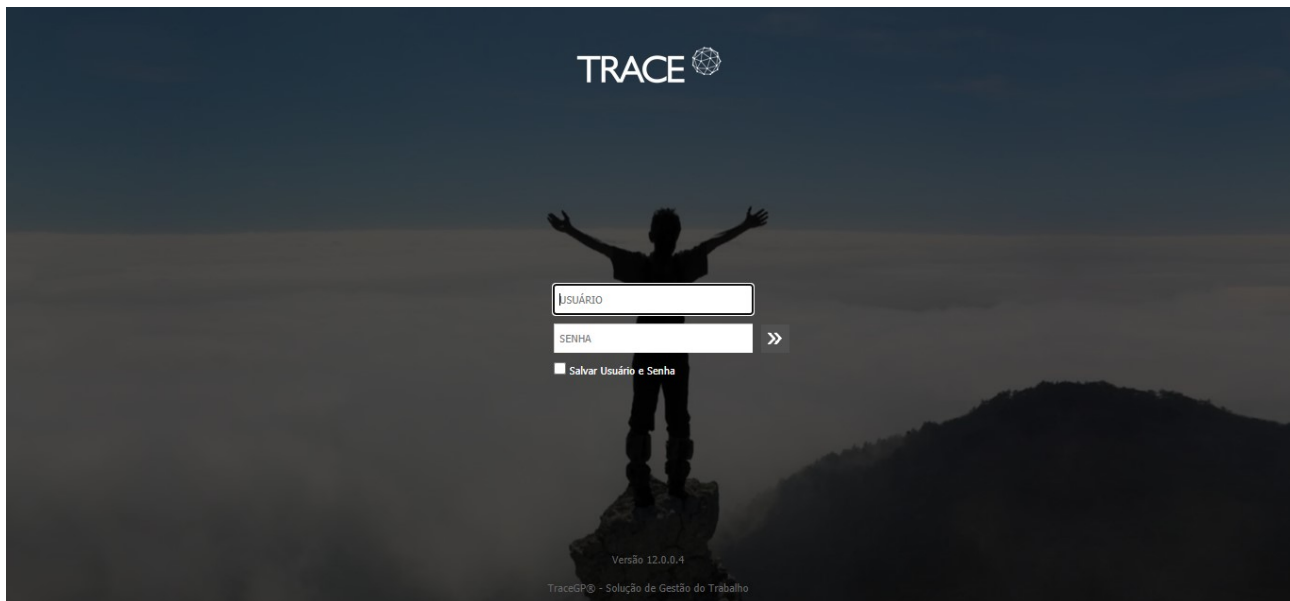 TRACE
USUÁRIO
SENHA
Salvar Usuário e Senha
Versão 12.0.0.4
TraceGP® - Solução de Gestão do Trabalho